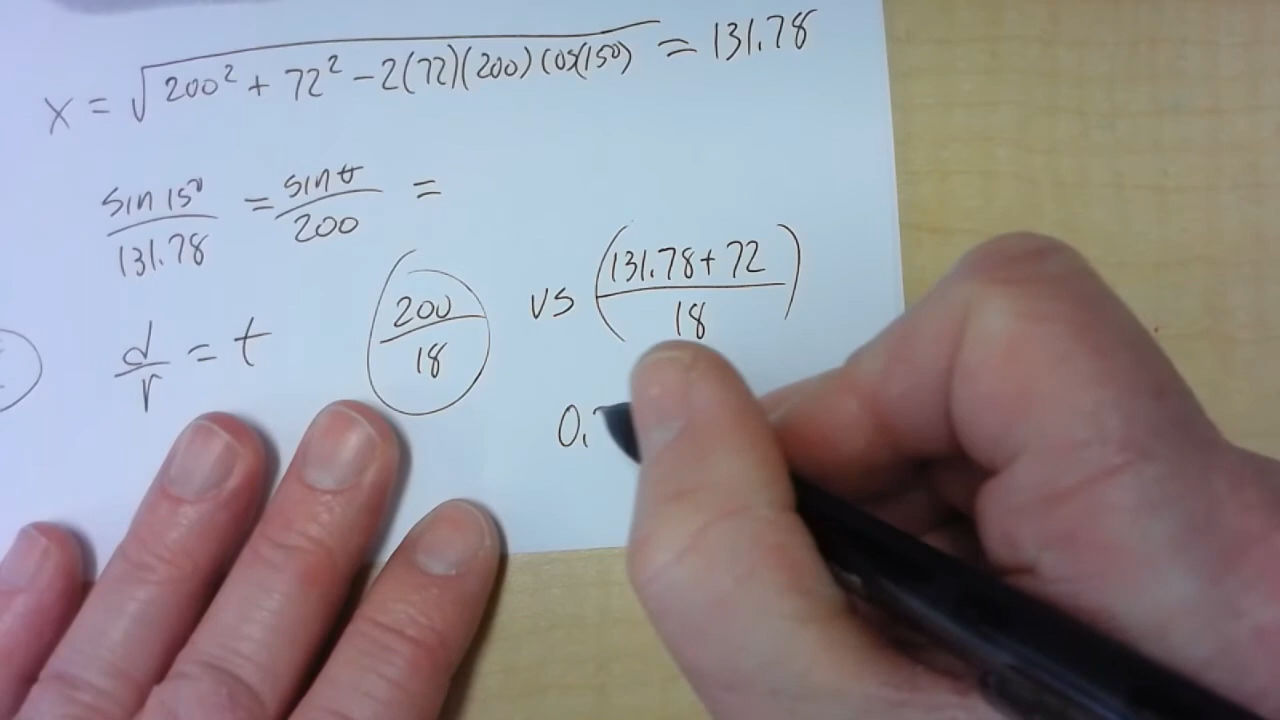 x = √(200² + 72² - 2(72)(200) cos(15°)) = 131.78
sin 15° / 131.78 = sin θ / 200 =
d / r = t
200 / 18 vs (131.78 + 72 / 18)
0.